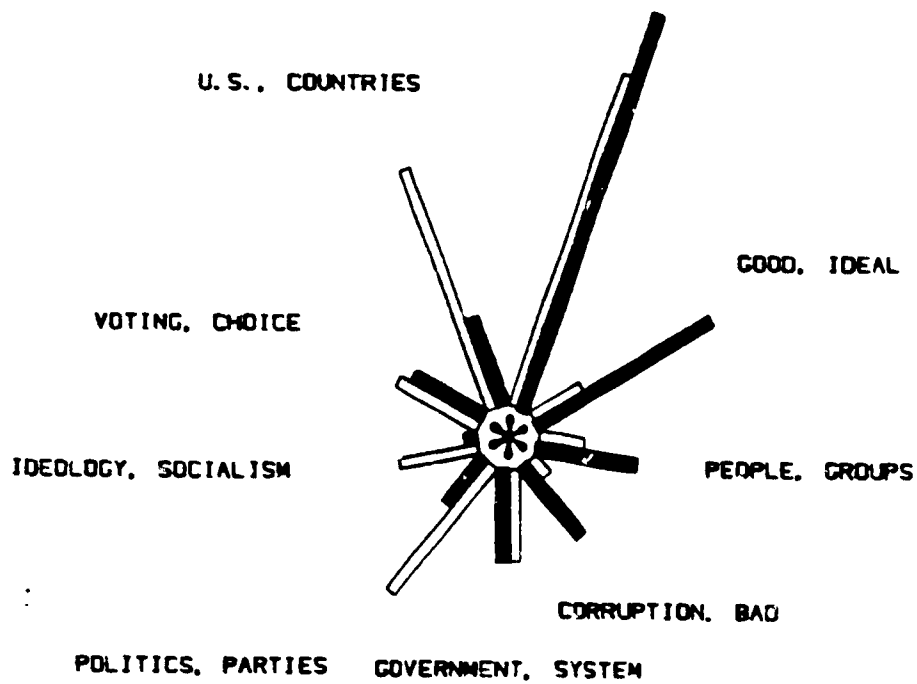 U.S., COUNTRIES
GOOD, IDEAL
VOTING, CHOICE
IDEOLOGY, SOCIALISM
PEOPLE, GROUPS
CORRUPTION, BAD
POLITICS, PARTIES
GOVERNMENT, SYSTEM